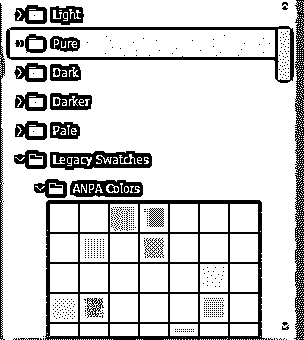 Light
Pure
Dark
Darker
Pale
Legacy Swatches
ANPA Colors